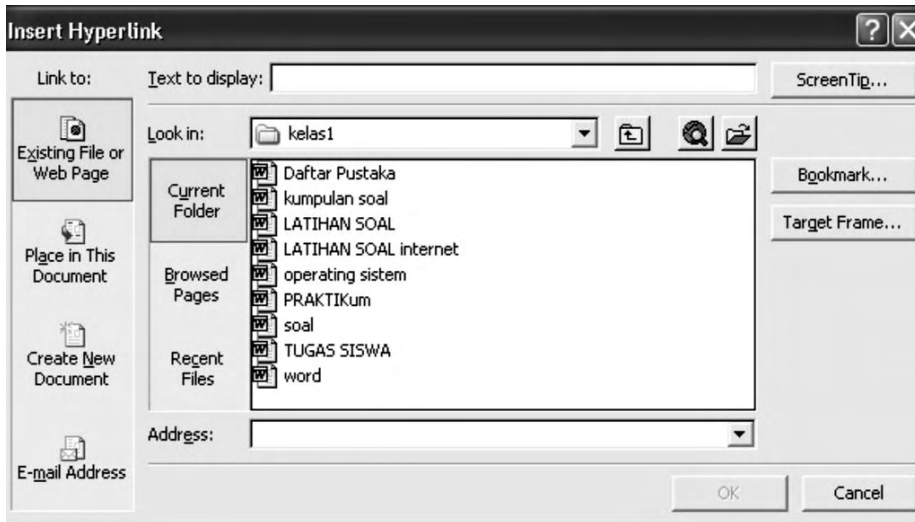 Insert Hyperlink
Link to:
Text to display:
ScreenTip...
Existing File or
Web Page
Look in:
kelas1
Current
Folder
Daftar Pustaka
kumpulan soal
LATIHAN SOAL
LATIHAN SOAL internet
operating sistem
PRAKTIKum
soal
TUGAS SISWA
word
Bookmark...
Target Frame...
Place in This
Document
Browsed
Pages
Create New
Document
Recent
Files
E-mail Address
Address:
OK
Cancel